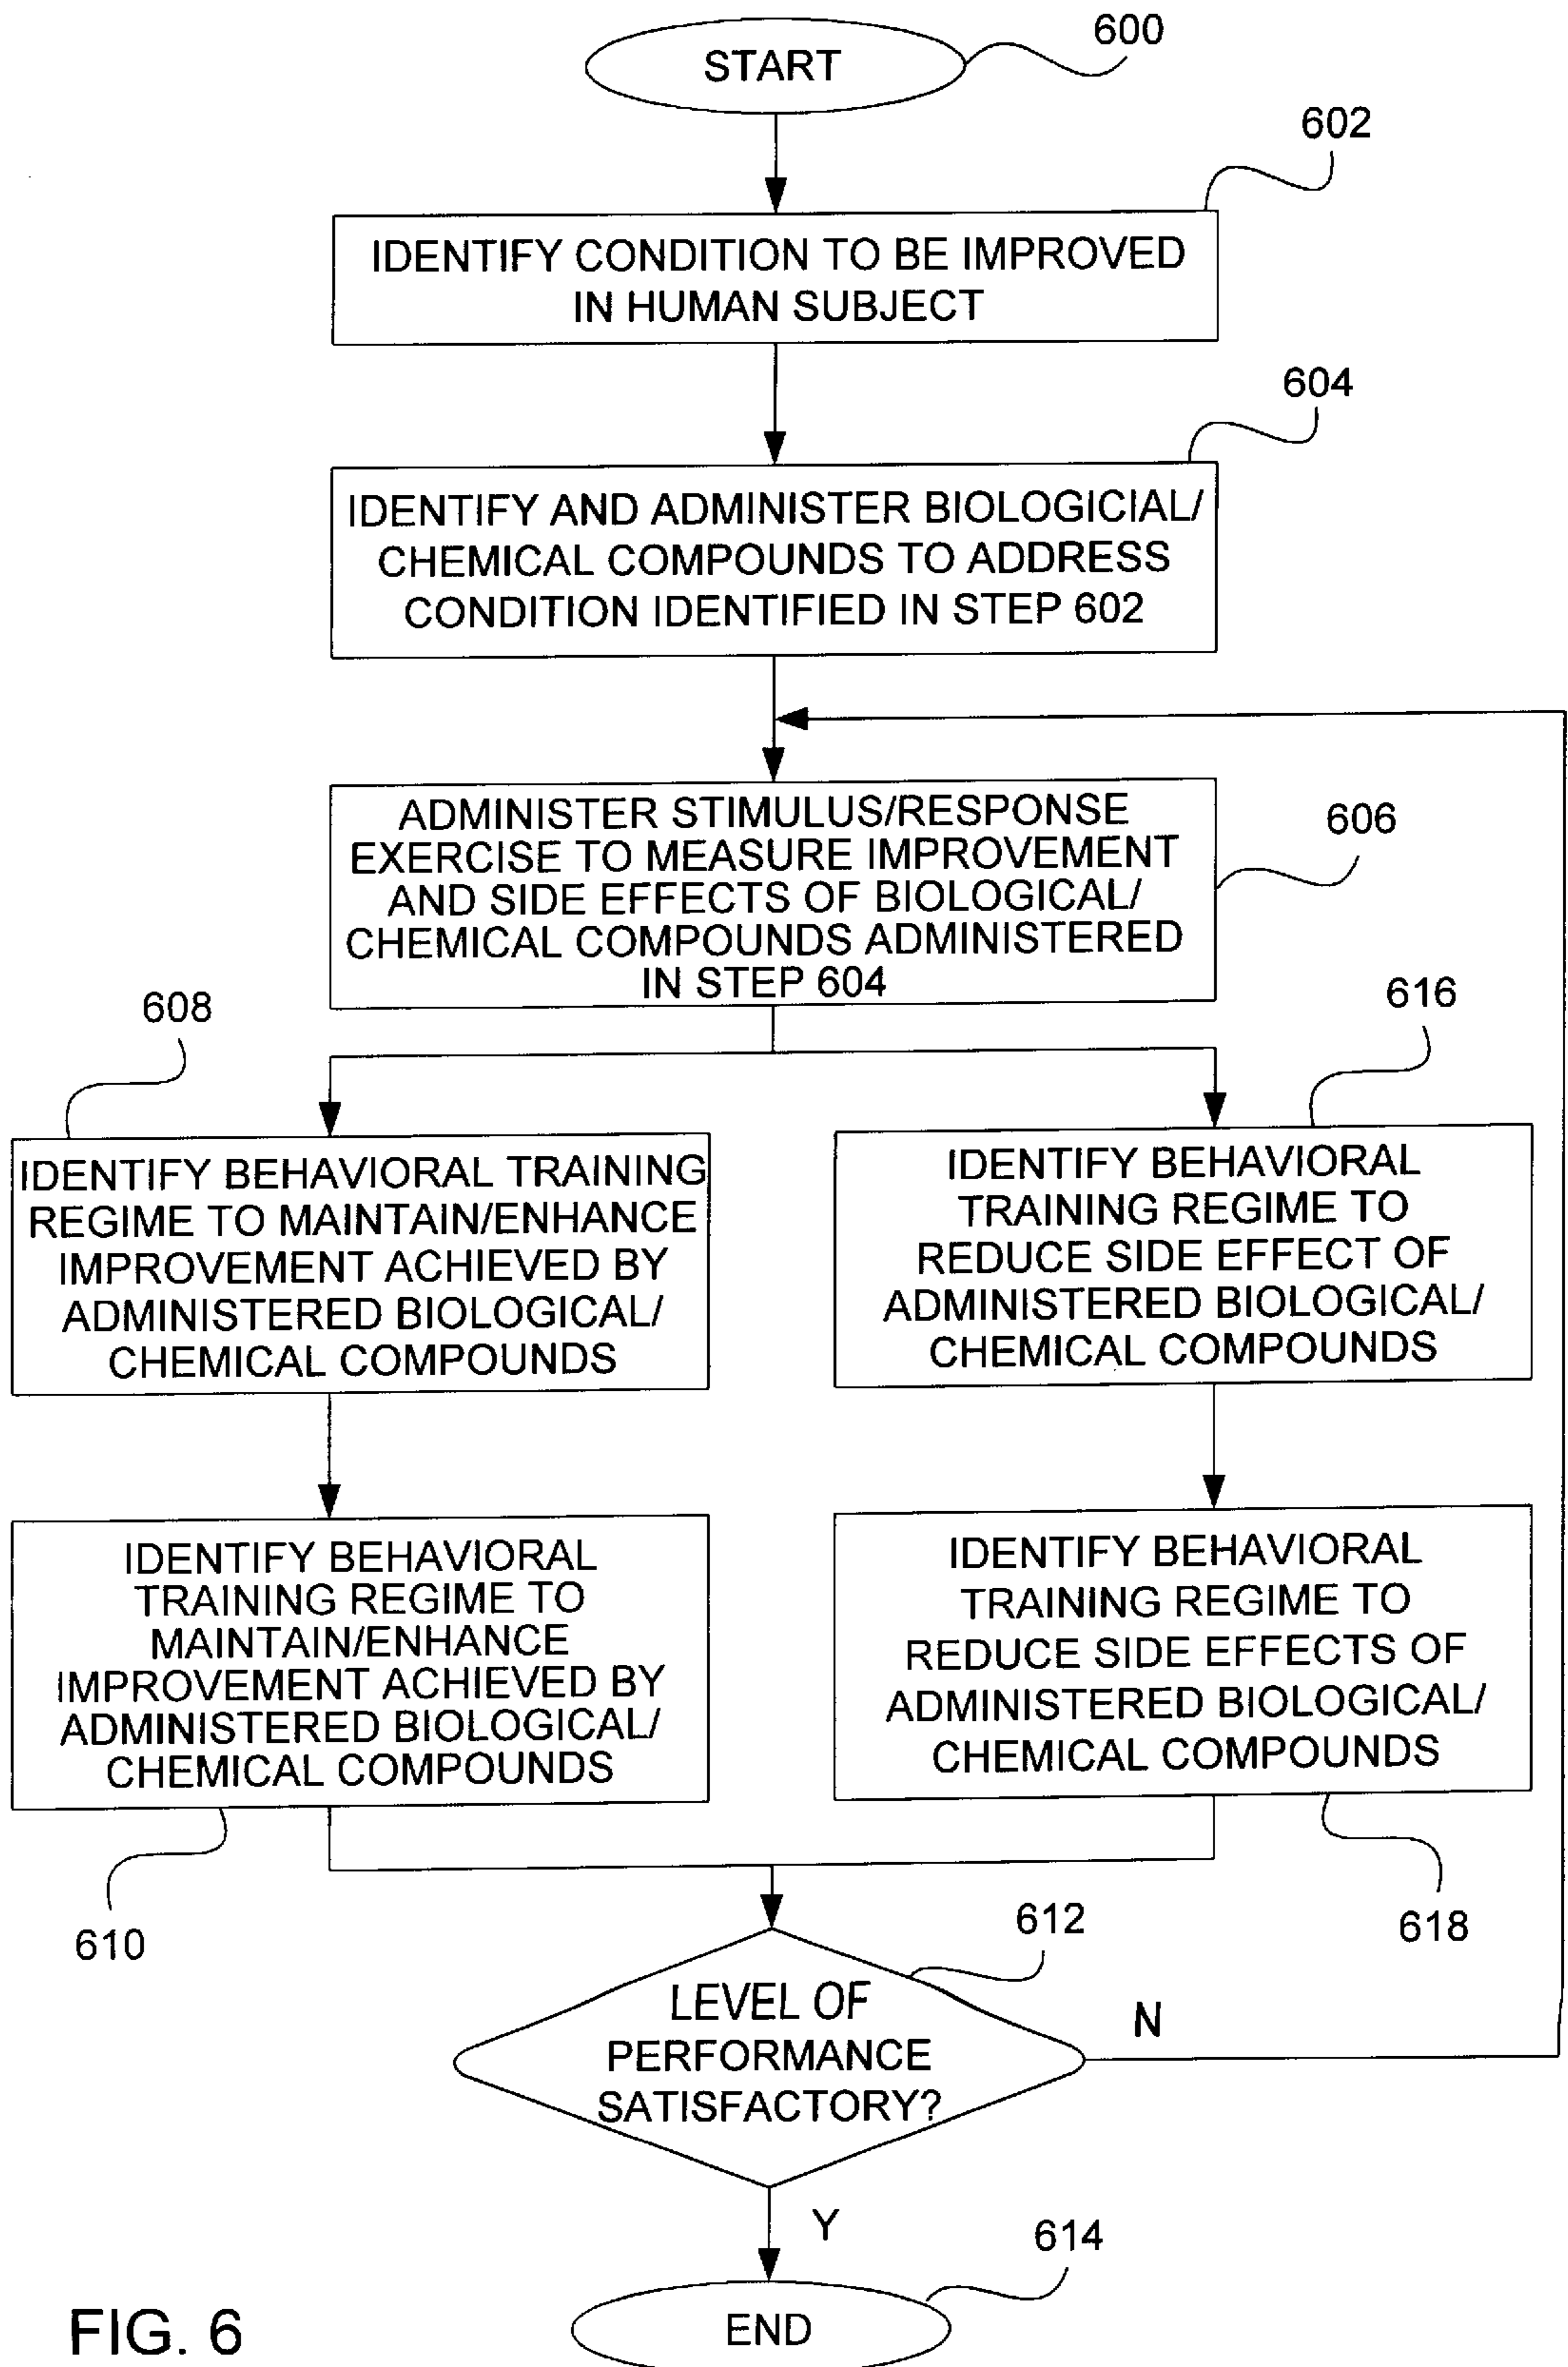 START
600
602
IDENTIFY CONDITION TO BE IMPROVED
IN HUMAN SUBJECT
604
IDENTIFY AND ADMINISTER BIOLOGICIAL/
CHEMICAL COMPOUNDS TO ADDRESS
CONDITION IDENTIFIED IN STEP 602
ADMINISTER STIMULUS/RESPONSE
EXERCISE TO MEASURE IMPROVEMENT
AND SIDE EFFECTS OF BIOLOGICAL/
CHEMICAL COMPOUNDS ADMINISTERED
IN STEP 604
606
608
IDENTIFY BEHAVIORAL TRAINING
REGIME TO MAINTAIN/ENHANCE
IMPROVEMENT ACHIEVED BY
ADMINISTERED BIOLOGICAL/
CHEMICAL COMPOUNDS
616
IDENTIFY BEHAVIORAL
TRAINING REGIME TO
REDUCE SIDE EFFECT OF
ADMINISTERED BIOLOGICAL/
CHEMICAL COMPOUNDS
IDENTIFY BEHAVIORAL
TRAINING REGIME TO
MAINTAIN/ENHANCE
IMPROVEMENT ACHIEVED BY
ADMINISTERED BIOLOGICAL/
CHEMICAL COMPOUNDS
610
IDENTIFY BEHAVIORAL
TRAINING REGIME TO
REDUCE SIDE EFFECTS OF
ADMINISTERED BIOLOGICAL/
CHEMICAL COMPOUNDS
618
612
LEVEL OF
PERFORMANCE
SATISFACTORY?
N
Y
614
END
FIG. 6